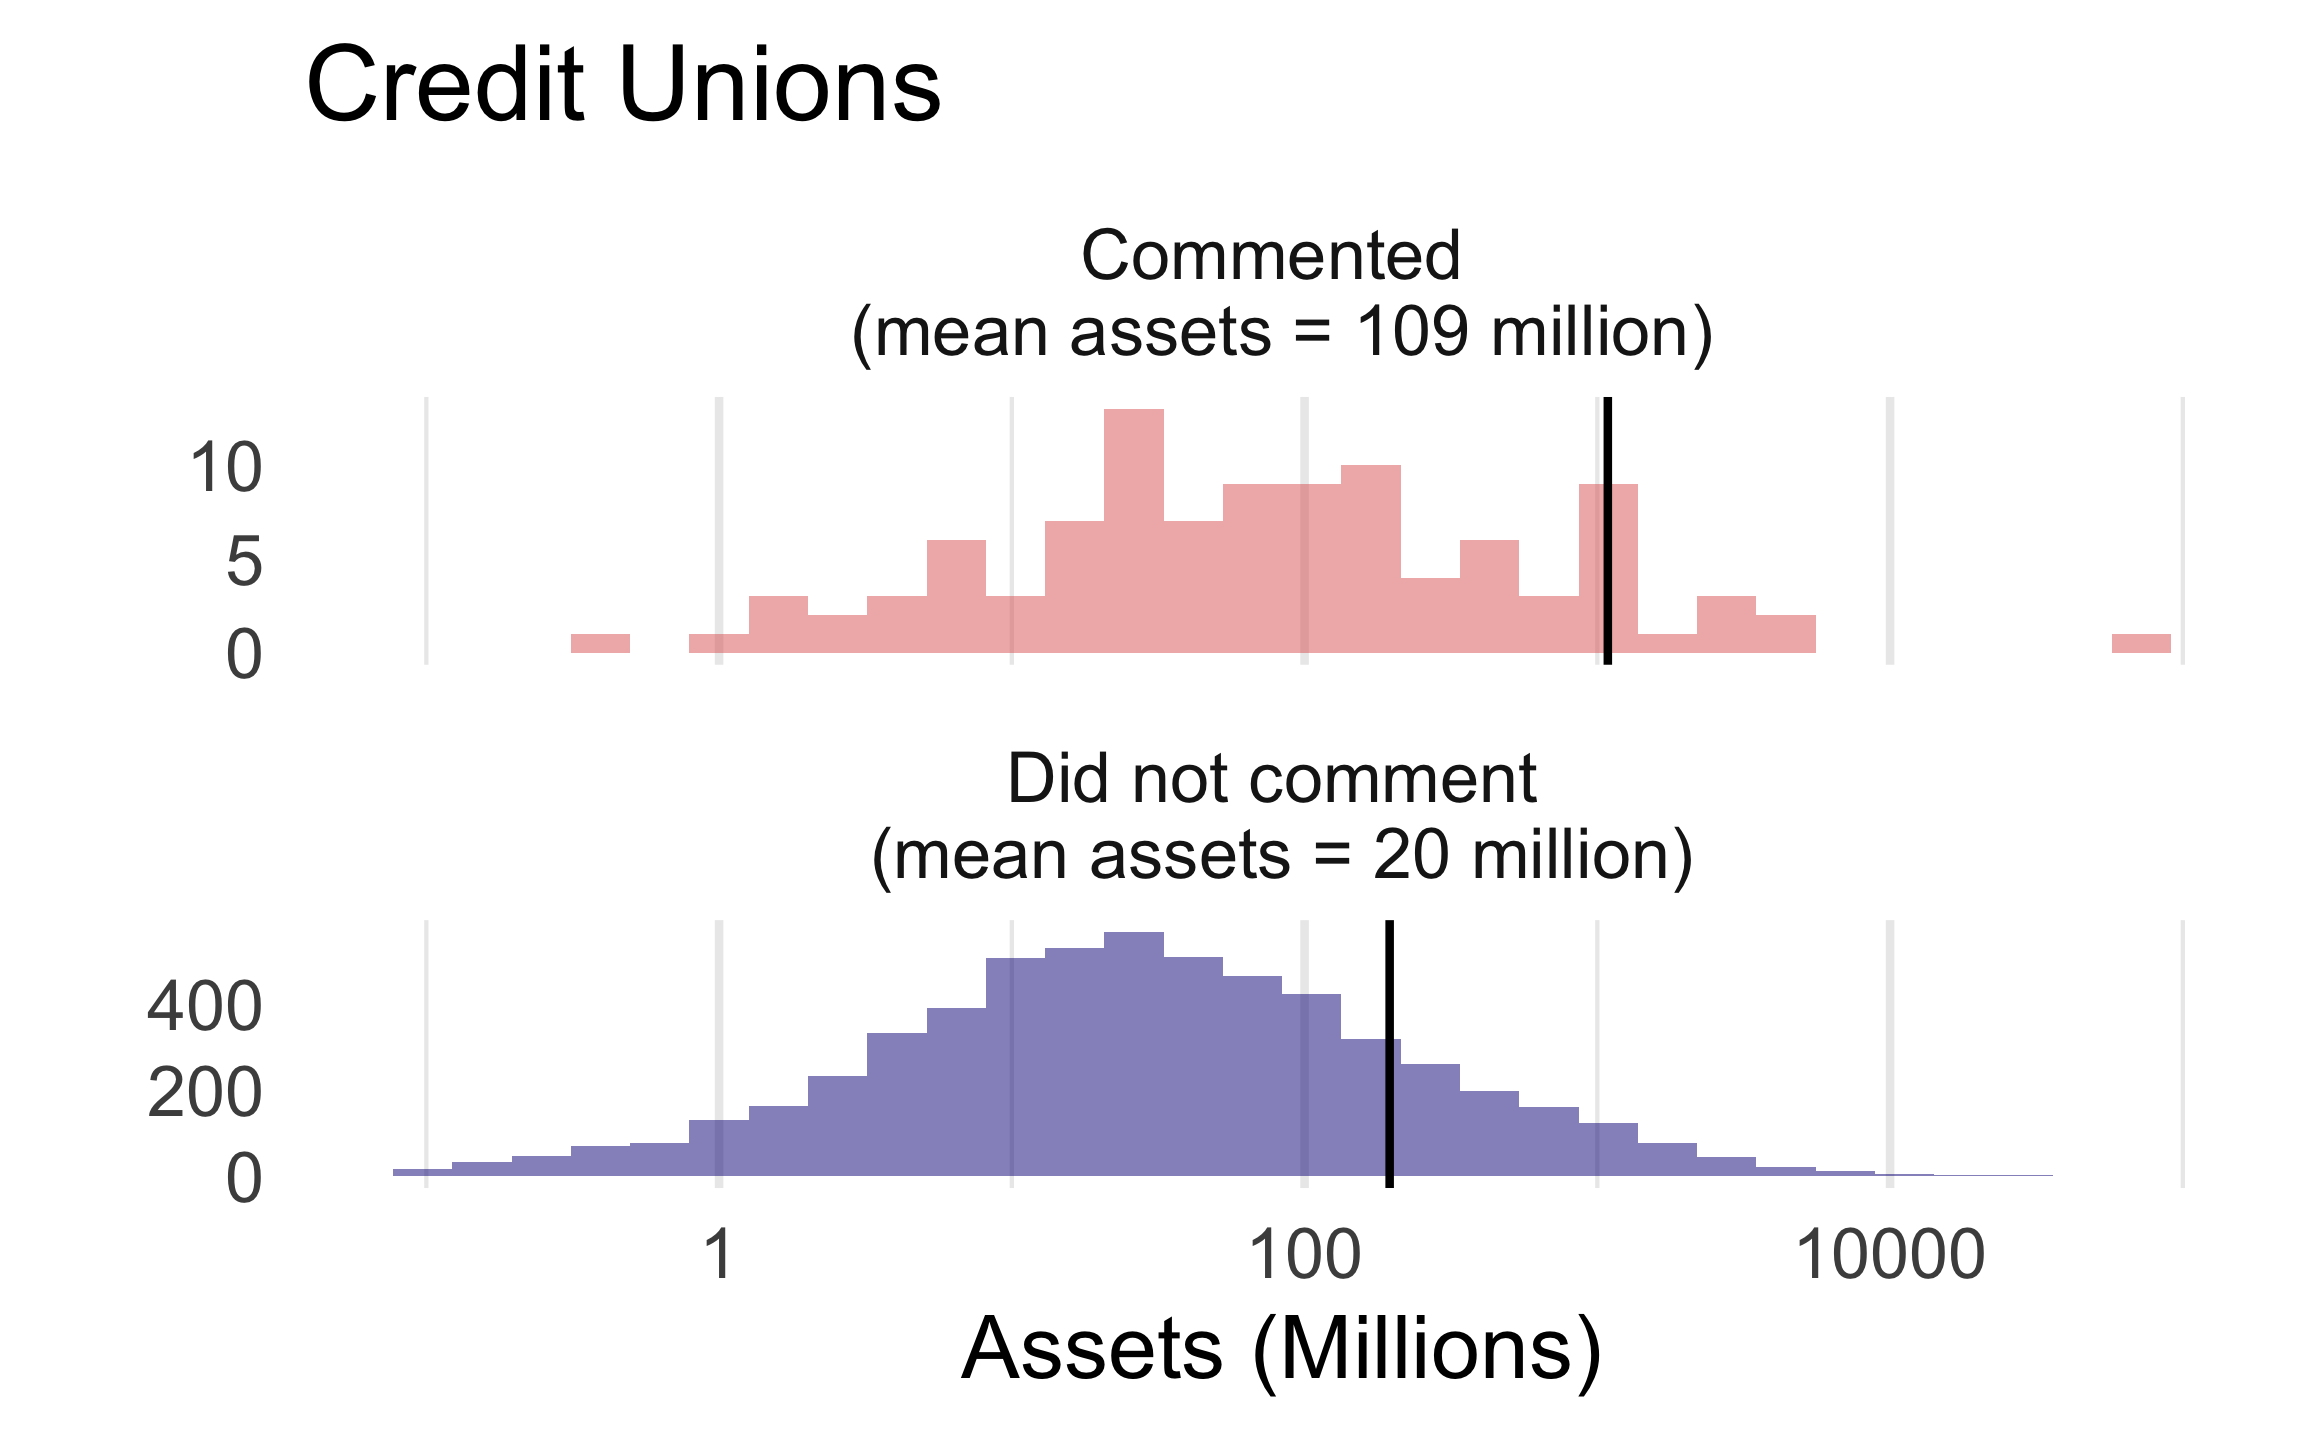 Credit Unions
Commented
(mean assets = 109 million)
10
5
0
Did not comment
(mean assets = 20 million)
400
200
0
1 100 10000
Assets (Millions)